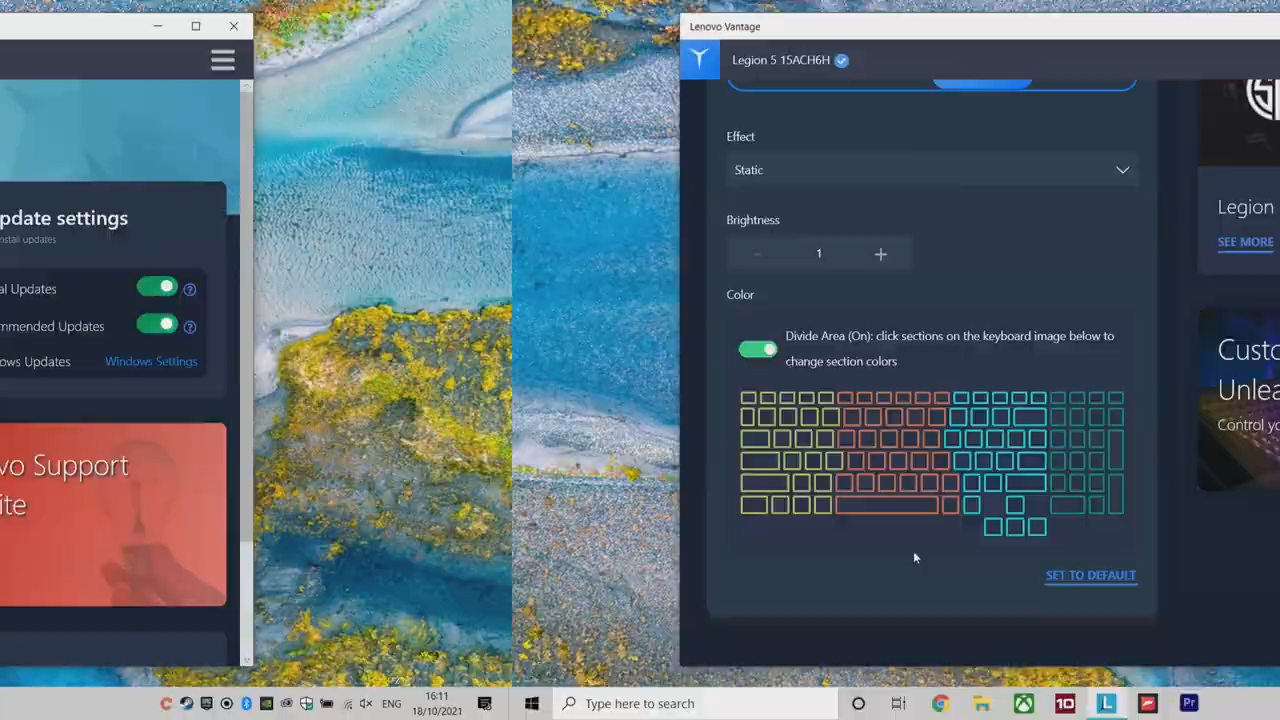 pdate settings
nstall updates
al Updates
mmended Updates
ows Updates
Windows Settings
vo Support
ite
ENG
16:11
18/10/2021
Lenovo Vantage
Legion 5 15ACH6H
Effect
Static
Brightness
- 1 +
Color
Divide Area (On): click sections on the keyboard image below to
change section colors
SET TO DEFAULT
Legion
SEE MORE
Custo
Unlea
Control yo
Type here to search
10
L
Pr